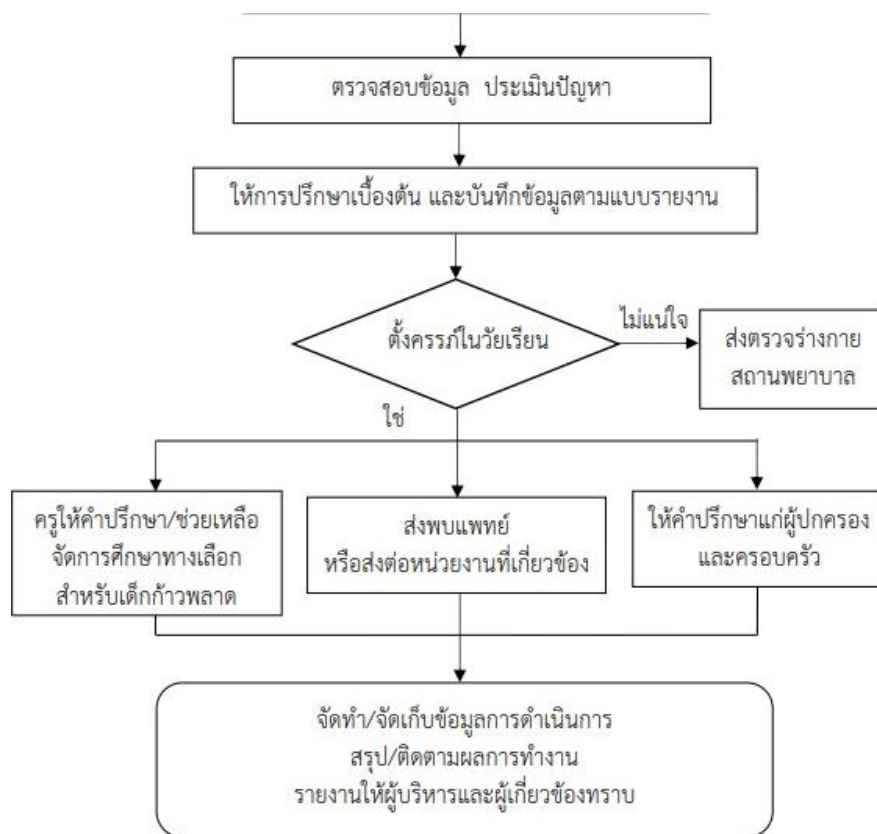 ตรวจสอบข้อมูล ประเมินปัญหา
ให้การปรึกษาเบื้องต้น และบันทึกข้อมูลตามแบบรายงาน
ตั้งครรภ์ในวัยเรียน
ไม่แน่ใจ
ส่งตรวจร่างกาย
สถานพยาบาล
ใช่
ครูให้คำปรึกษา/ช่วยเหลือ
จัดการศึกษาทางเลือก
สำหรับเด็กก้าวพลาด
ส่งพบแพทย์
หรือส่งต่อหน่วยงานที่เกี่ยวข้อง
ให้คำปรึกษาแก่ผู้ปกครอง
และครอบครัว
จัดทำ/จัดเก็บข้อมูลการดำเนินการ
สรุป/ติดตามผลการทำงาน
รายงานให้ผู้บริหารและผู้เกี่ยวข้องทราบ